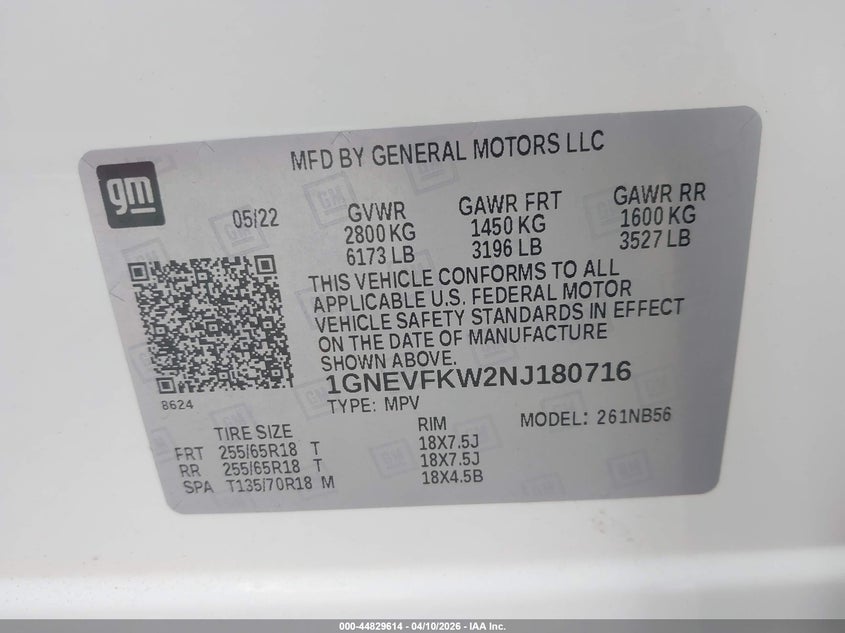 gm
MFD BY GENERAL MOTORS LLC
05/22
GVWR
2800 KG
6173 LB
GAWR FRT
1450 KG
3196 LB
GAWR RR
1600 KG
3527 LB
THIS VEHICLE CONFORMS TO ALL
APPLICABLE U.S. FEDERAL MOTOR
VEHICLE SAFETY STANDARDS IN EFFECT
ON THE DATE OF MANUFACTURE
SHOWN ABOVE.
1GNEVFKW2NJ180716
8624
TYPE: MPV
MODEL: 261NB56
TIRE SIZE
RIM
FRT 255/65R18 T 18X7.5J
RR 255/65R18 T 18X7.5J
SPA T135/70R18 M 18X4.5B
000-44829614 - 04/10/2026 - IAA Inc.